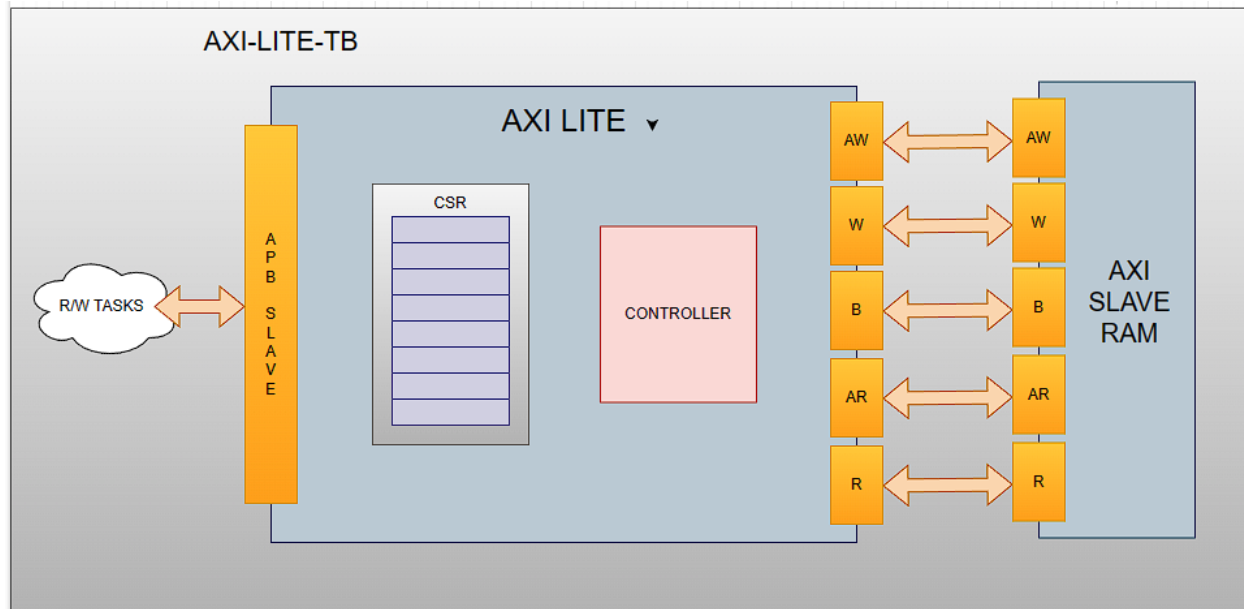 AXI-LITE-TB
AXI LITE
CSR
CONTROLLER
R/W TASKS
A
P
B
S
L
A
V
E
AW
W
B
AR
R
AW
W
B
AR
R
AXI
SLAVE
RAM